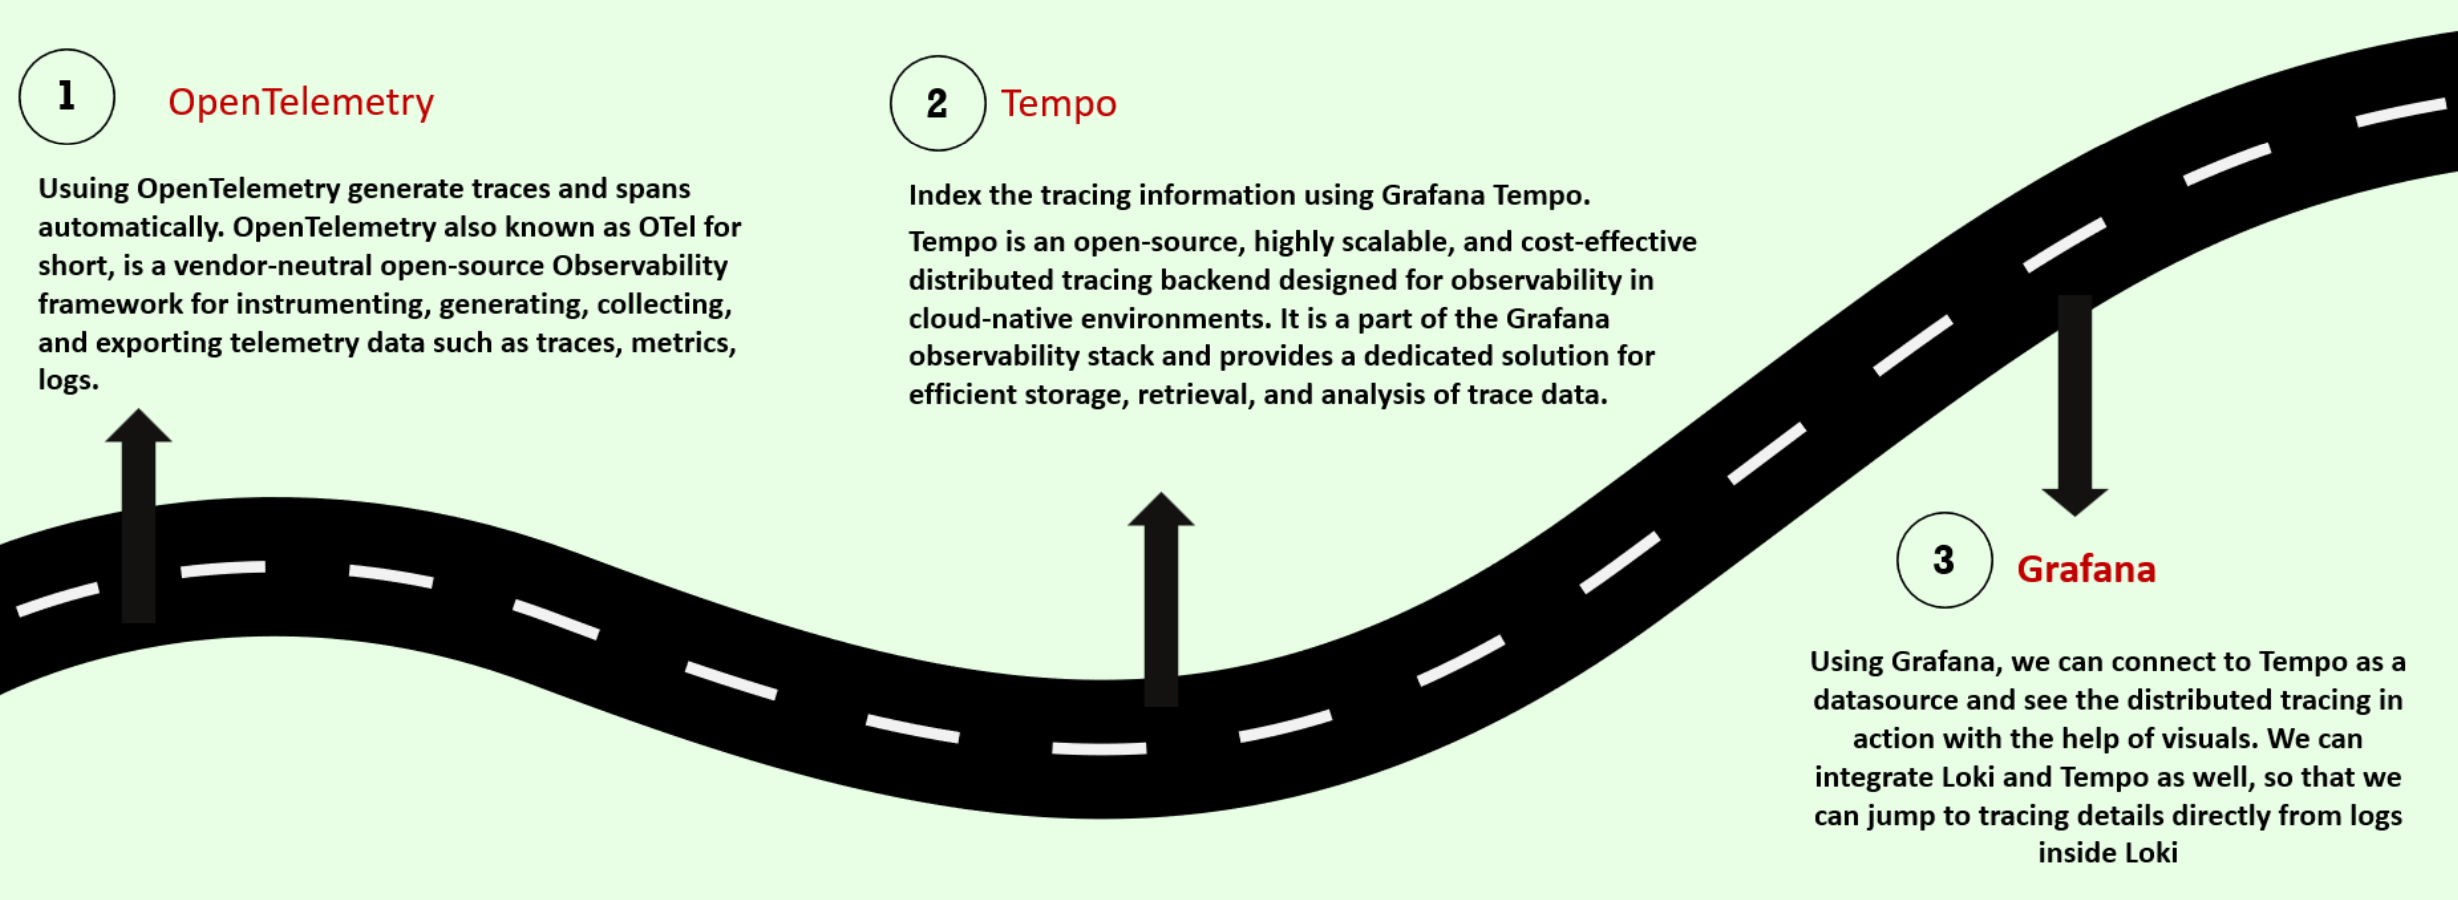 1
OpenTelemetry
Usuing OpenTelemetry generate traces and spans
automatically. OpenTelemetry also known as OTel for
short, is a vendor-neutral open-source Observability
framework for instrumenting, generating, collecting,
and exporting telemetry data such as traces, metrics,
logs.
2
Tempo
Index the tracing information using Grafana Tempo.
Tempo is an open-source, highly scalable, and cost-effective
distributed tracing backend designed for observability in
cloud-native environments. It is a part of the Grafana
observability stack and provides a dedicated solution for
efficient storage, retrieval, and analysis of trace data.
3
Grafana
Using Grafana, we can connect to Tempo as a
datasource and see the distributed tracing in
action with the help of visuals. We can
integrate Loki and Tempo as well, so that we
can jump to tracing details directly from logs
inside Loki